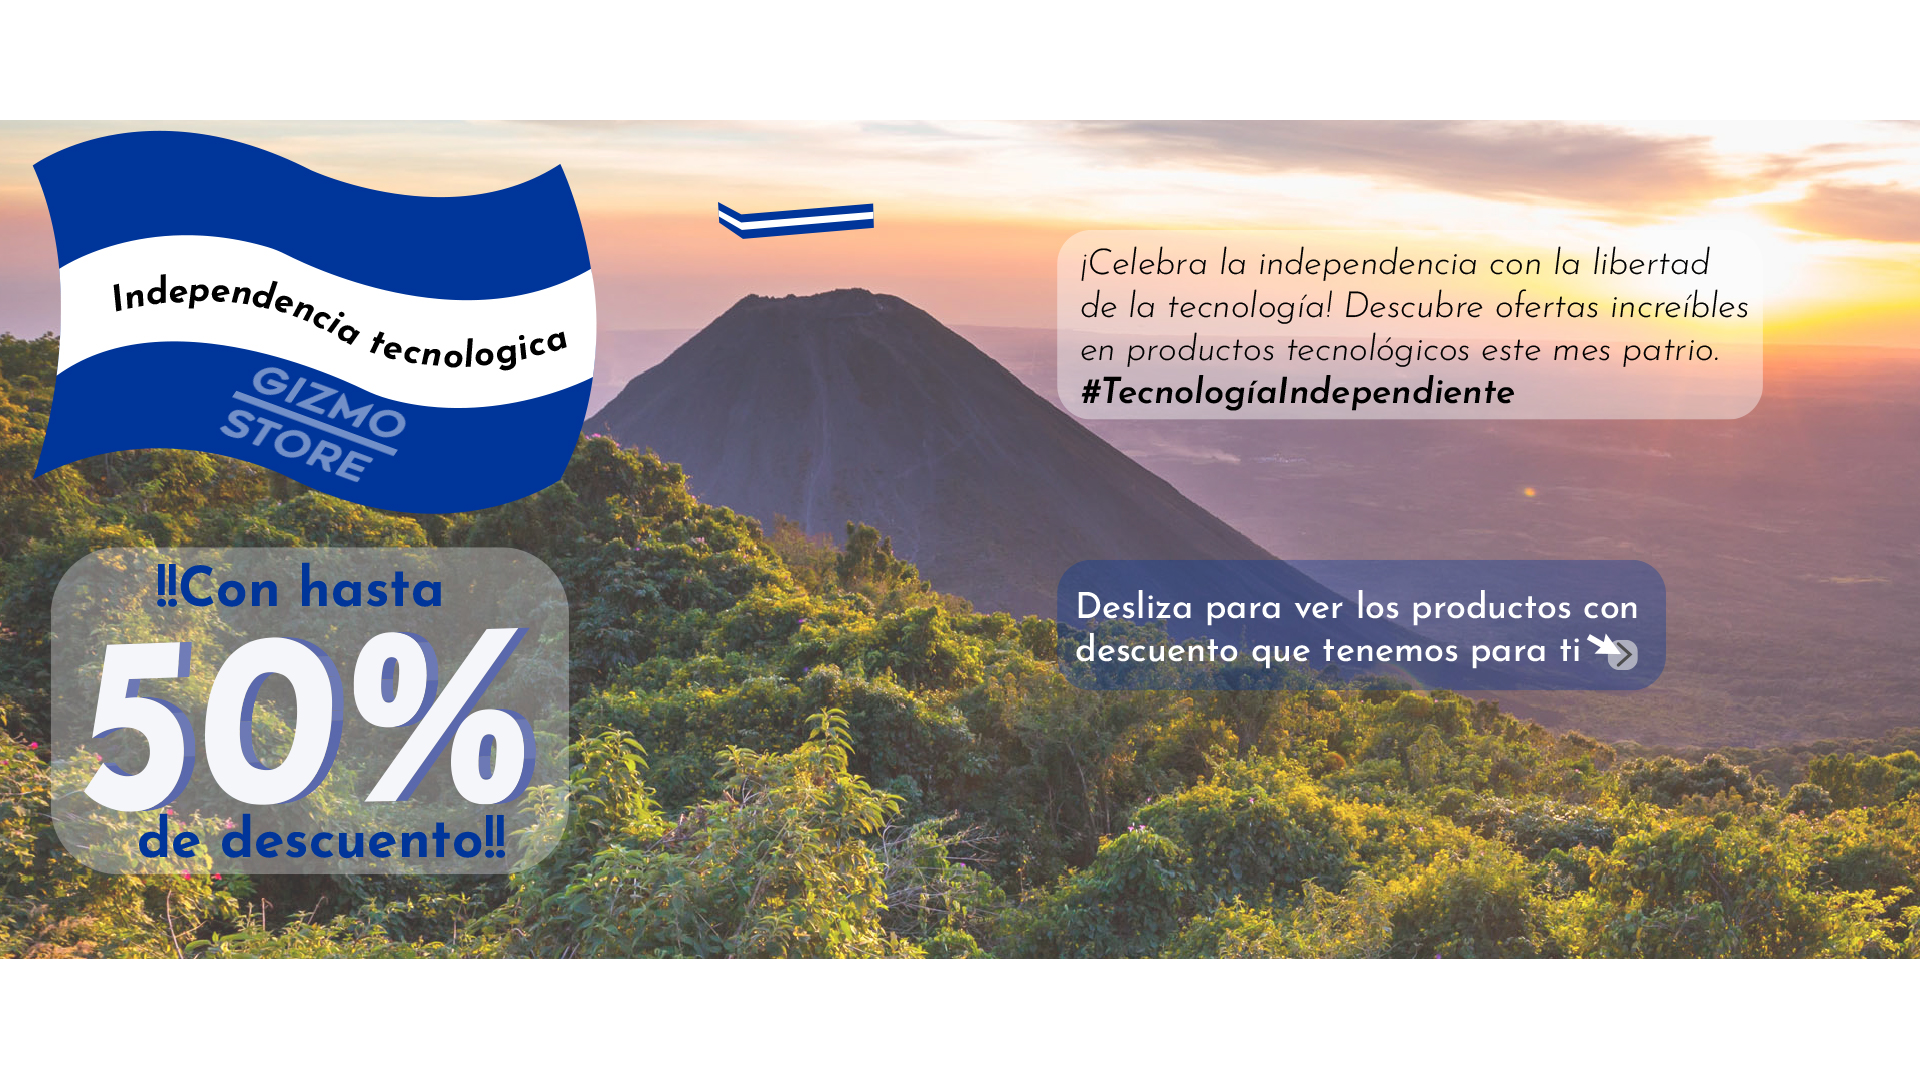 Independencia tecnologica
GIZMO
STORE
!!Con hasta
50%
de descuento!!
¡Celebra la independencia con la libertad
de la tecnología! Descubre ofertas increíbles
en productos tecnológicos este mes patrio.
#TecnologíaIndependiente
Desliza para ver los productos con
descuento que tenemos para ti